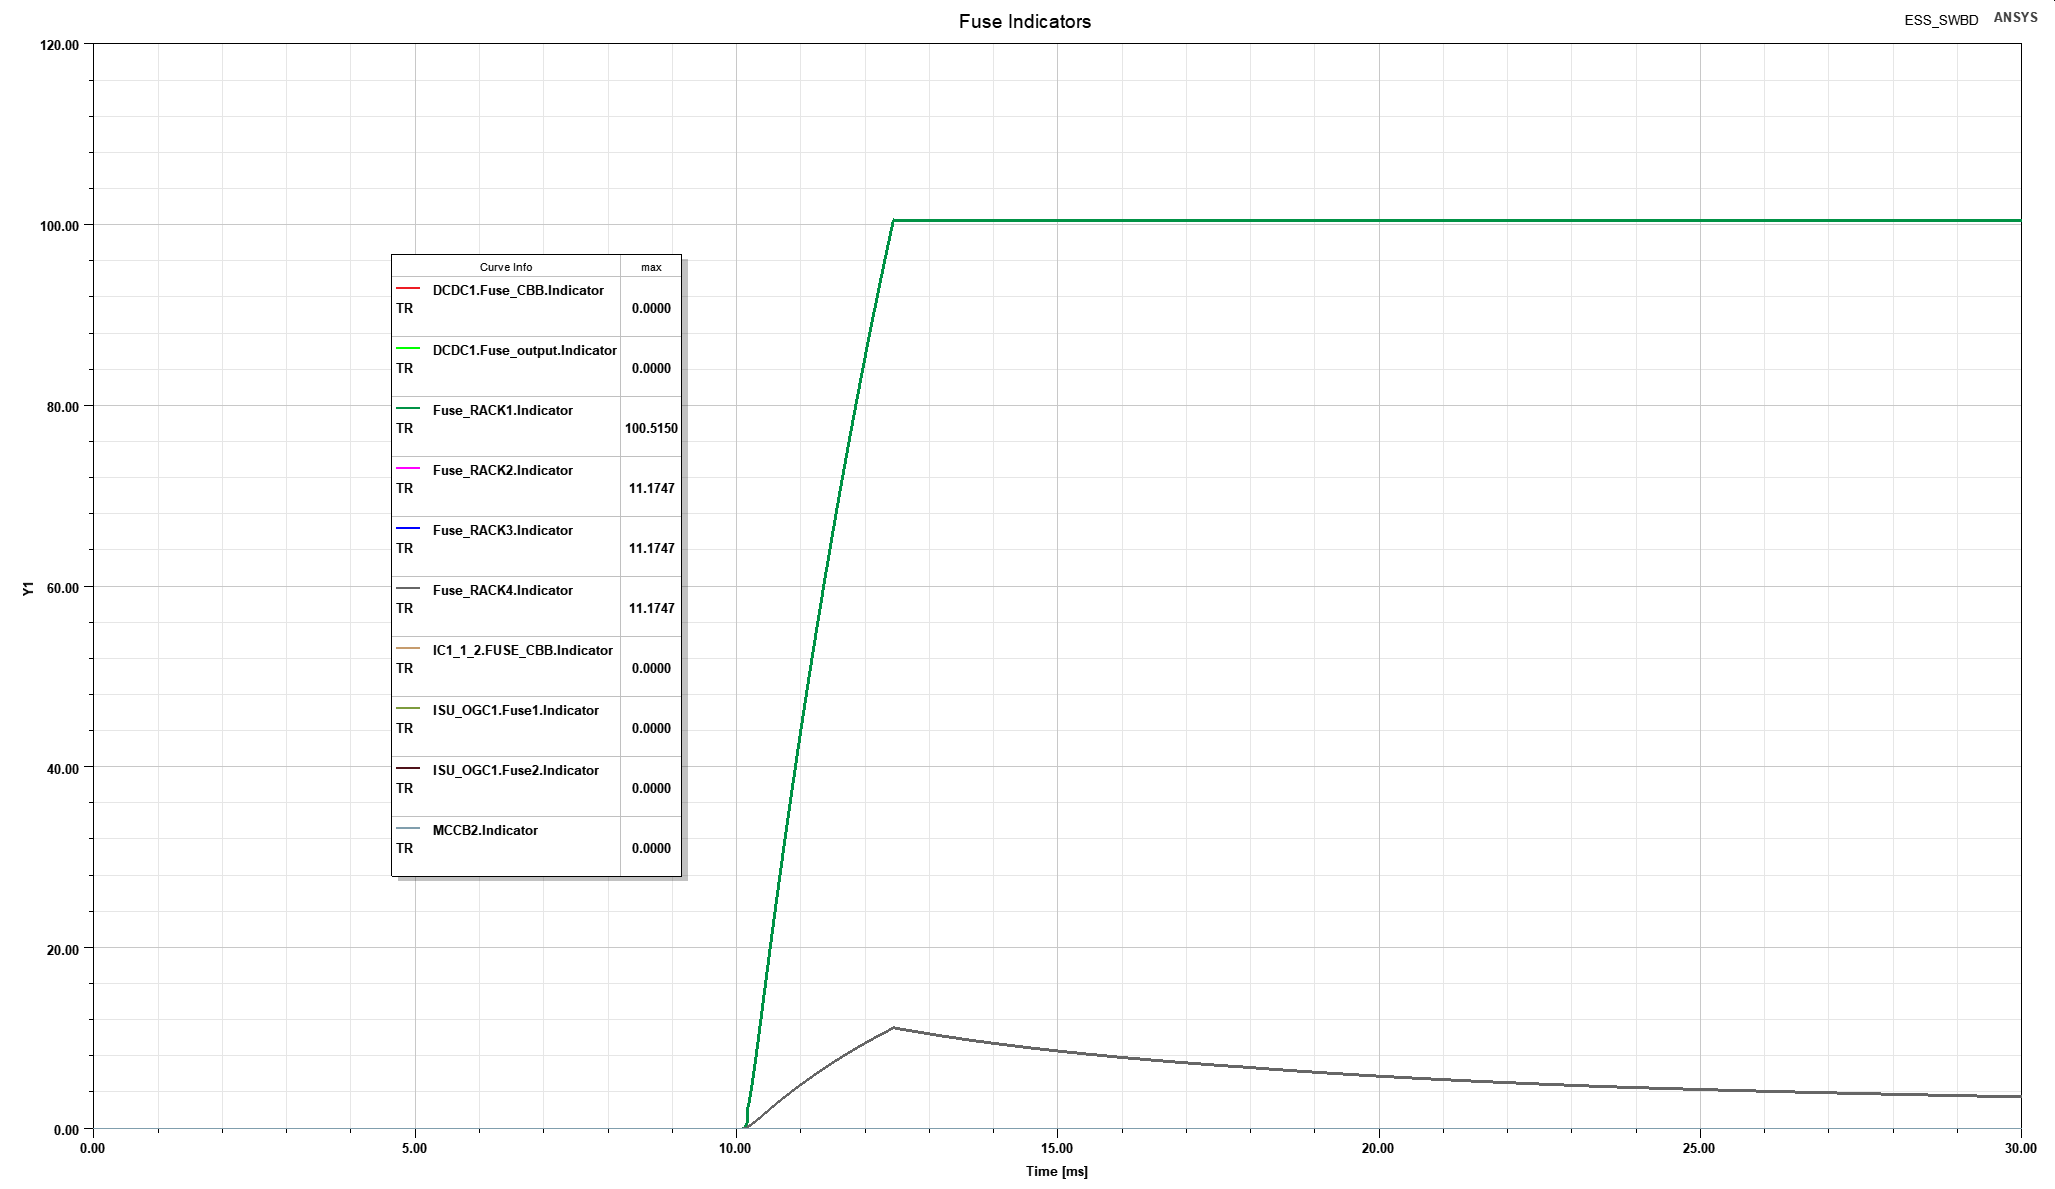 Fuse Indicators
ESS_SWBD ANSYS
120.00
100.00
80.00
60.00
40.00
20.00
0.00
Y1
Curve Info max
DCDC1.Fuse_CBB.Indicator
TR 0.0000
DCDC1.Fuse_output.Indicator
TR 0.0000
Fuse_RACK1.Indicator
TR 100.5150
Fuse_RACK2.Indicator
TR 11.1747
Fuse_RACK3.Indicator
TR 11.1747
Fuse_RACK4.Indicator
TR 11.1747
IC1_1_2.FUSE_CBB.Indicator
TR 0.0000
ISU_OGC1.Fuse1.Indicator
TR 0.0000
ISU_OGC1.Fuse2.Indicator
TR 0.0000
MCCB2.Indicator
TR 0.0000
0.00 5.00 10.00 15.00 20.00 25.00 30.00
Time [ms]